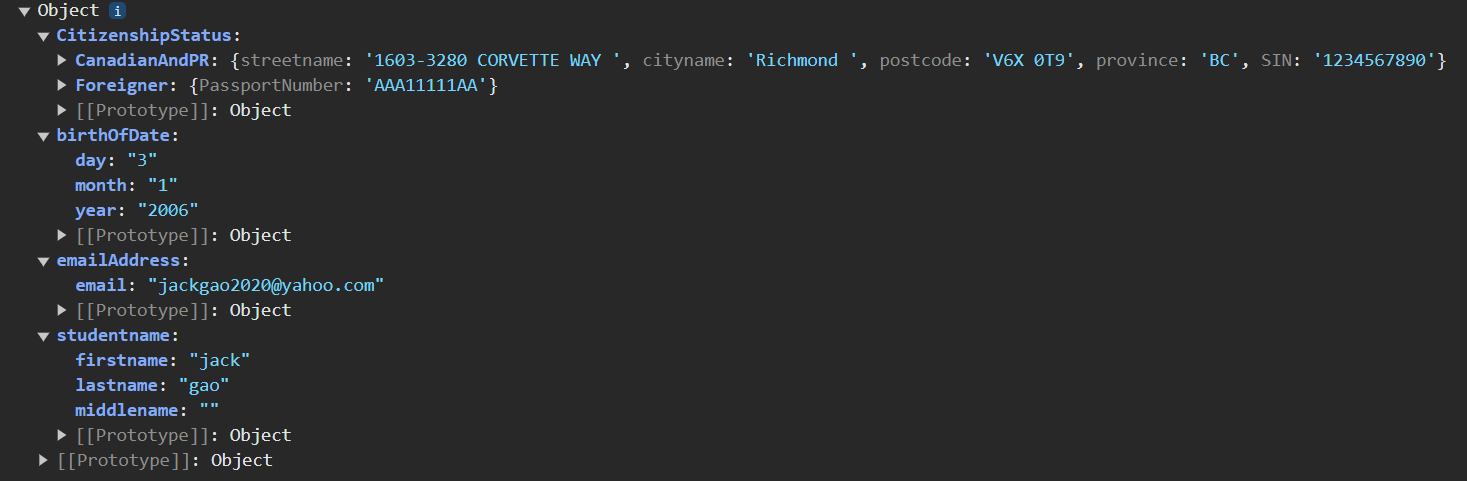 ▼ Object i
▼ CitizenshipStatus:
▶ CanadianAndPR: {streetname: '1603-3280 CORVETTE WAY ', cityname: 'Richmond ', postcode: 'V6X 0T9', province: 'BC', SIN: '1234567890'}
▶ Foreigner: {PassportNumber: 'AAA11111AA'}
▶ [[Prototype]]: Object
▼ birthOfDate:
day: "3"
month: "1"
year: "2006"
▶ [[Prototype]]: Object
▼ emailAddress:
email: "jackgao2020@yahoo.com"
▶ [[Prototype]]: Object
▼ studentname:
firstname: "jack"
lastname: "gao"
middlename: ""
▶ [[Prototype]]: Object
▶ [[Prototype]]: Object